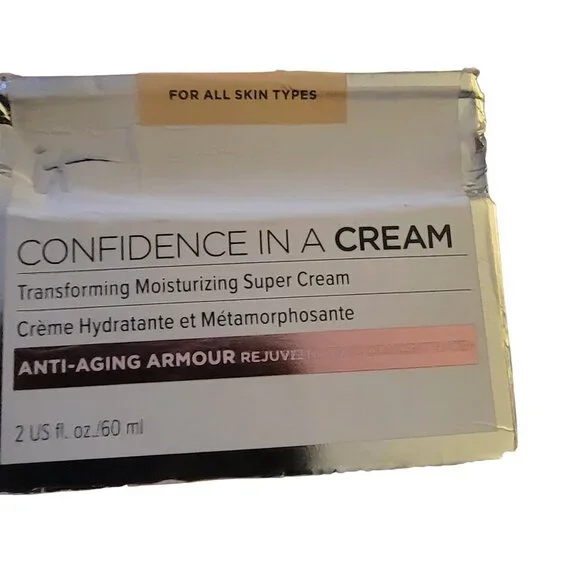 FOR ALL SKIN TYPES
CONFIDENCE IN A CREAM
Transforming Moisturizing Super Cream
Crème Hydratante et Métamorphosante
ANTI-AGING ARMOUR
2 US fl. oz./60 ml